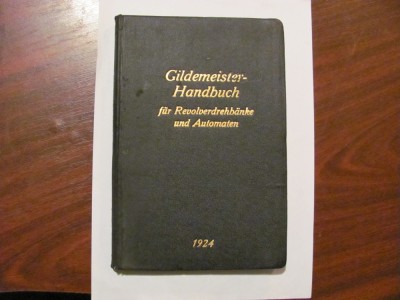 Gildemeister-
Handbuch
für Revolverdrehbänke
und Automaten
1924